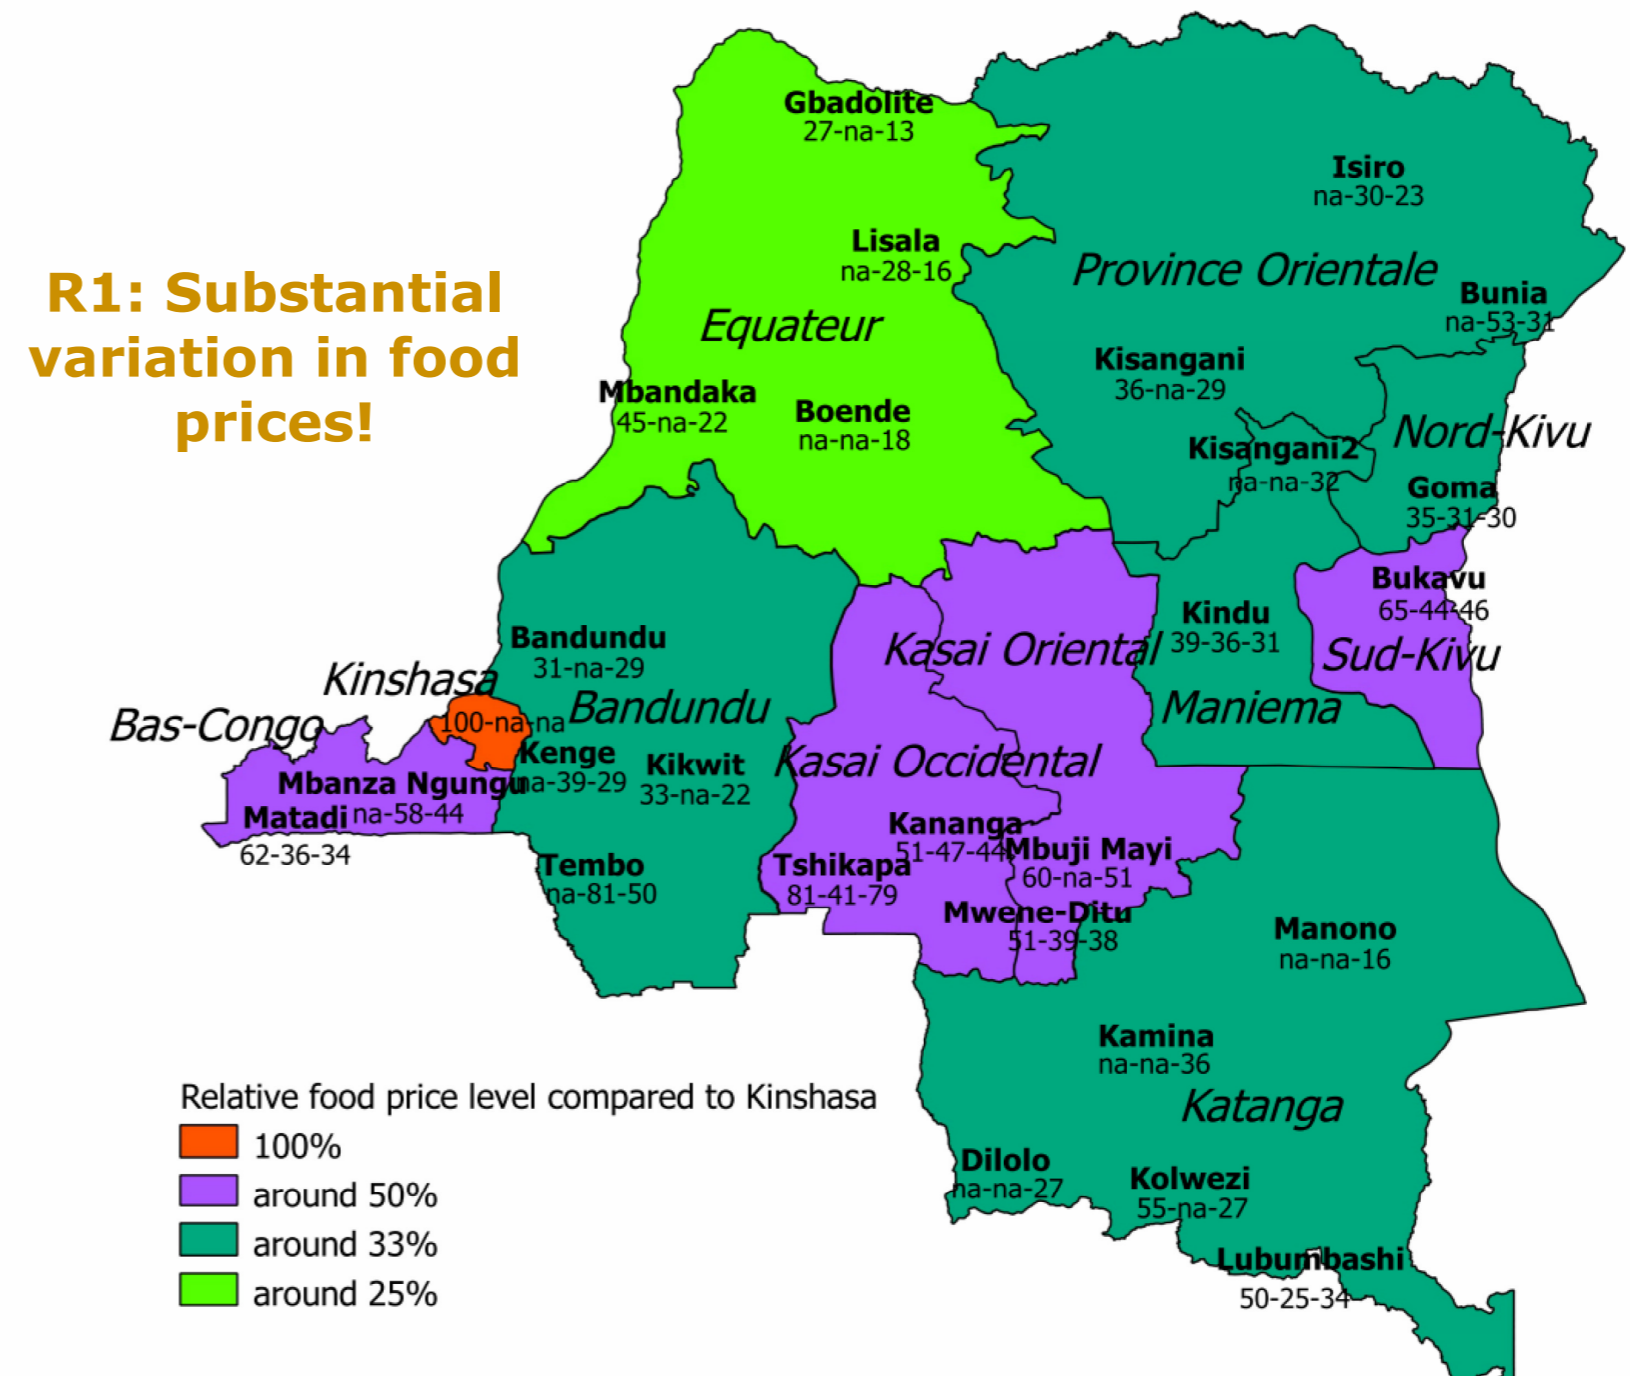 R1: Substantial
variation in food
prices!
Gbadolite
27-na-13
Isiro
na-30-23
Lisala
na-28-16
Province Orientale
Bunia
na-53-31
Equateur
Kisangani
36-na-29
Mbandaka
45-na-22
Boende
na-na-18
Nord-Kivu
Kisangani2
na-na-32
Goma
35-31-30
Bukavu
65-44-46
Kindu
39-36-31
Bandundu
31-na-29
Kasai Oriental
Sud-Kivu
Kinshasa
100-na-na
Bandundu
Maniema
Bas-Congo
Kenge
na-39-29
Kikwit
33-na-22
Kasai Occidental
Mbanza Ngungu
na-58-44
Matadi
62-36-34
Kananga
51-47-44
Mbuji Mayi
60-na-51
Tembo
na-81-50
Tshikapa
81-41-79
Mwene-Ditu
51-39-38
Manono
na-na-16
Kamina
na-na-36
Katanga
Dilolo
na-na-27
Kolwezi
55-na-27
Lubumbashi
50-25-34
Relative food price level compared to Kinshasa
100%
around 50%
around 33%
around 25%